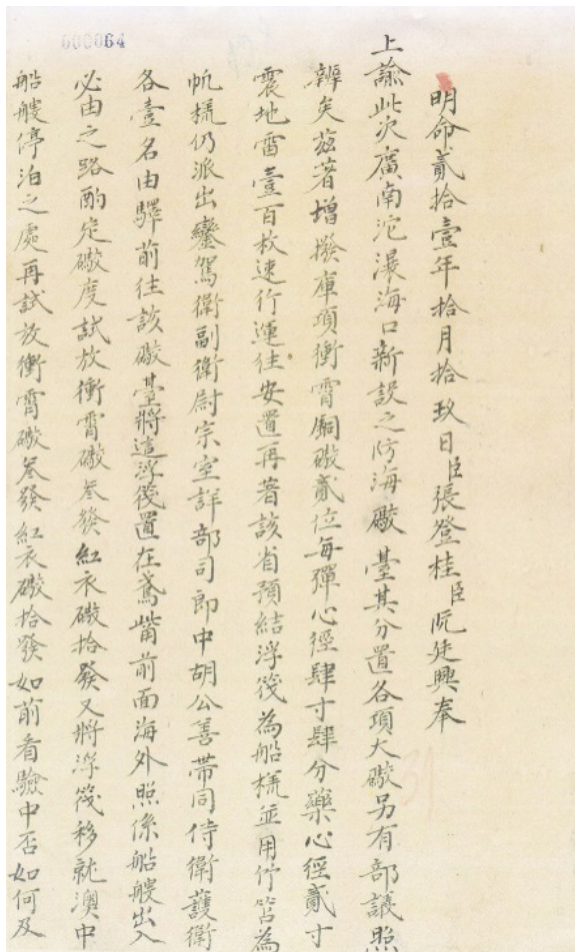 000064
明命貳拾壹年拾月拾玖日臣張登桂臣阮廷興奉
上諭此次廣南沱㶞海口新設之防海礮臺其分置各項大礮另有部議照
辦矣茲著增撥庫項衝霄銅礮貳位每彈心徑肆寸肆分藥心徑貳寸
震地雷壹百枚速行運往安置再著該省預結浮筏為船樣並用竹笘為
帆樣仍派出鑾駕衛副衛尉宗室詳部司郎中胡公善帶同侍衛護衛
各壹名由驛前往該礮臺將這浮筏置在鳶觜前面海外照係船艘出入
必由之路酌定礮度試放衝霄礮叁發紅衣礮拾發又將浮筏移就澳中
船艘停泊之處再試放衝霄礮叁發紅衣礮拾發如前看驗中否如何及